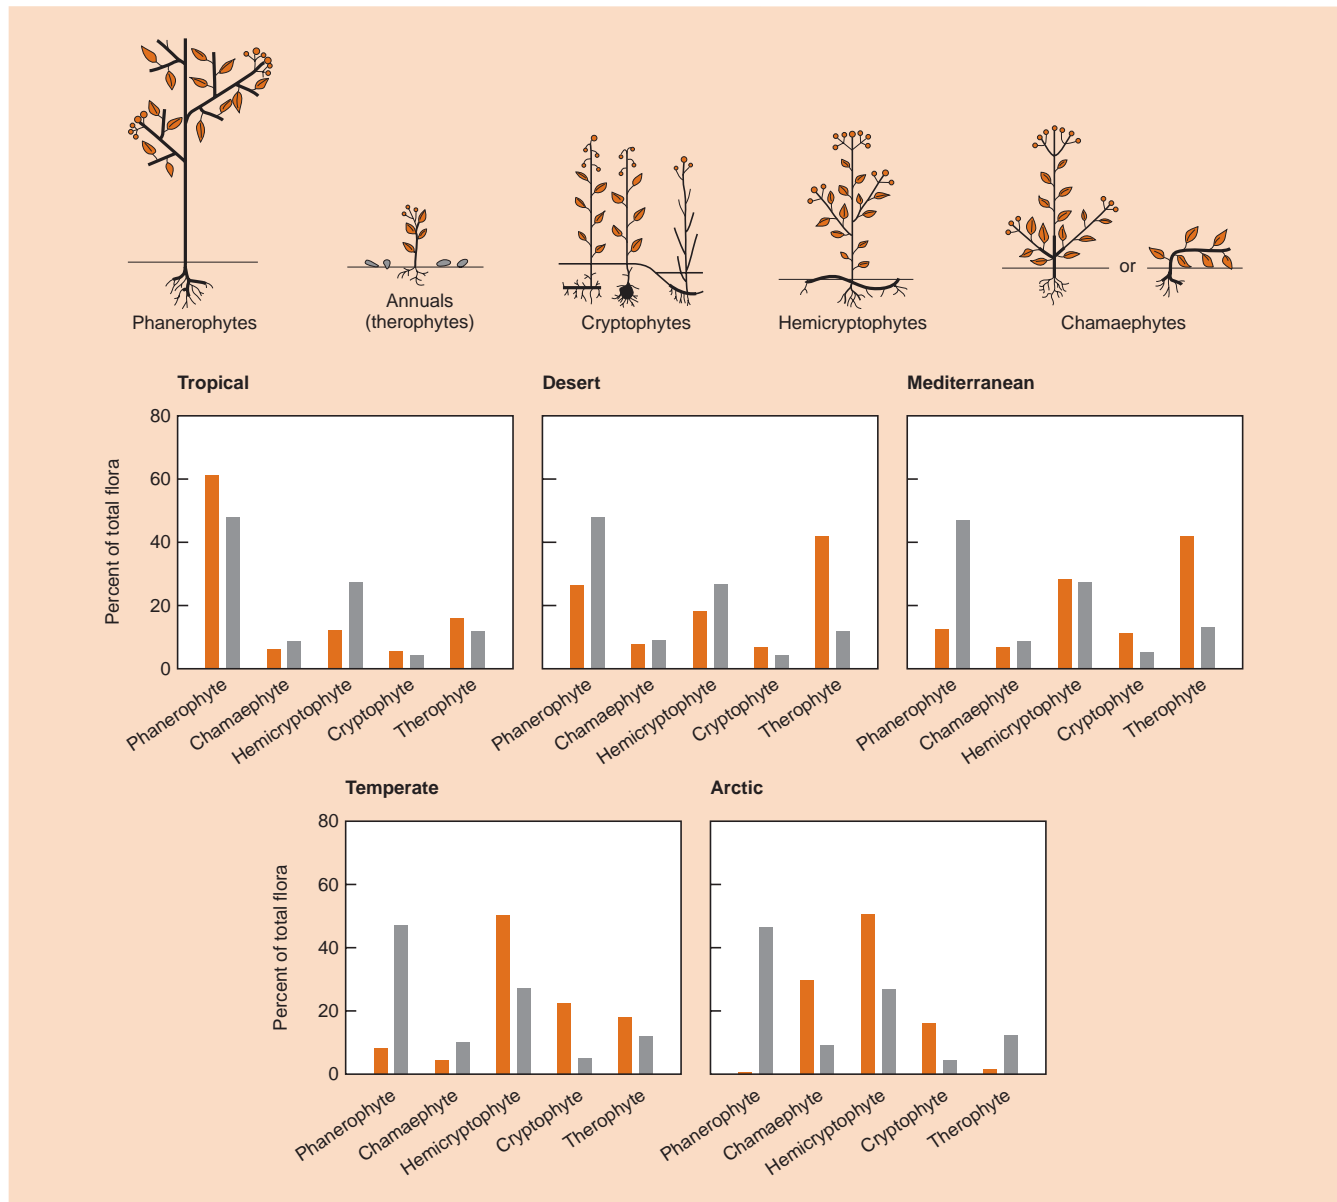 Phanerophytes
Annuals
(therophytes)
Cryptophytes
Hemicryptophytes
or
Chamaephytes
Tropical
Percent of total flora
80
60
40
20
0
Phanerophyte
Chamaephyte
Hemicryptophyte
Cryptophyte
Therophyte
Desert
Phanerophyte
Chamaephyte
Hemicryptophyte
Cryptophyte
Therophyte
Mediterranean
Phanerophyte
Chamaephyte
Hemicryptophyte
Cryptophyte
Therophyte
Temperate
Percent of total flora
80
60
40
20
0
Phanerophyte
Chamaephyte
Hemicryptophyte
Cryptophyte
Therophyte
Arctic
Phanerophyte
Chamaephyte
Hemicryptophyte
Cryptophyte
Therophyte